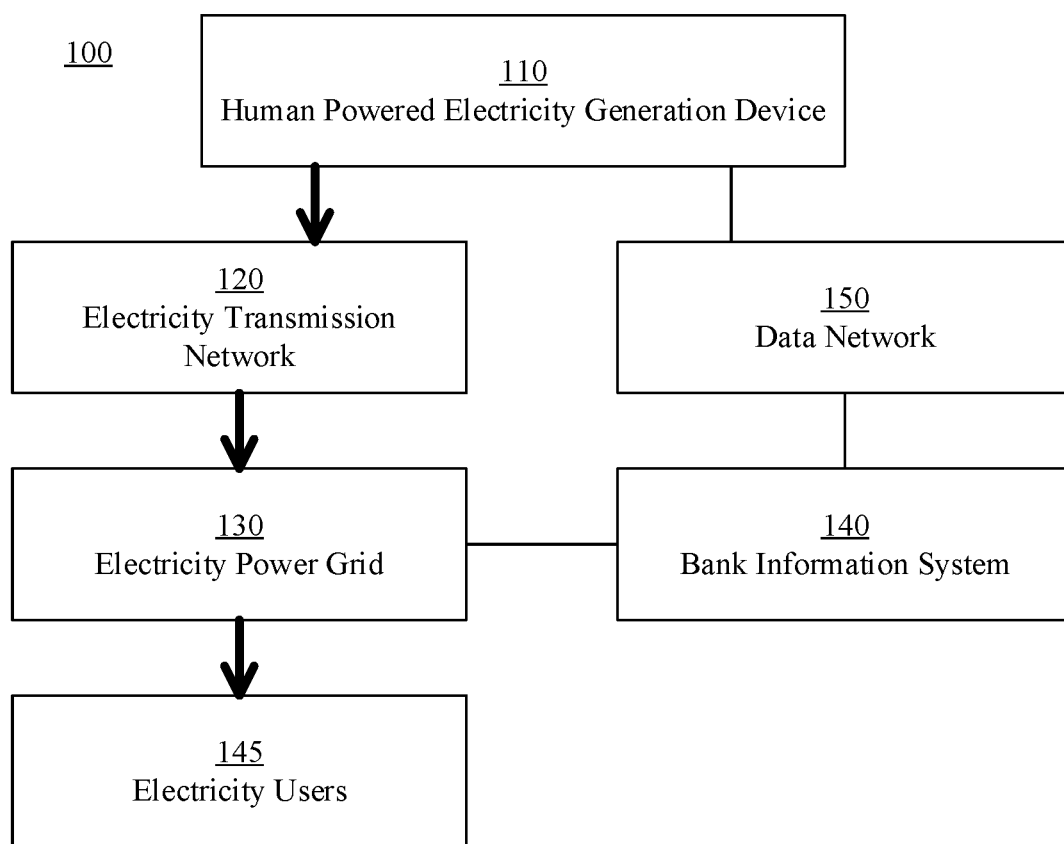 100
110
Human Powered Electricity Generation Device
120
Electricity Transmission
Network
150
Data Network
130
Electricity Power Grid
140
Bank Information System
145
Electricity Users